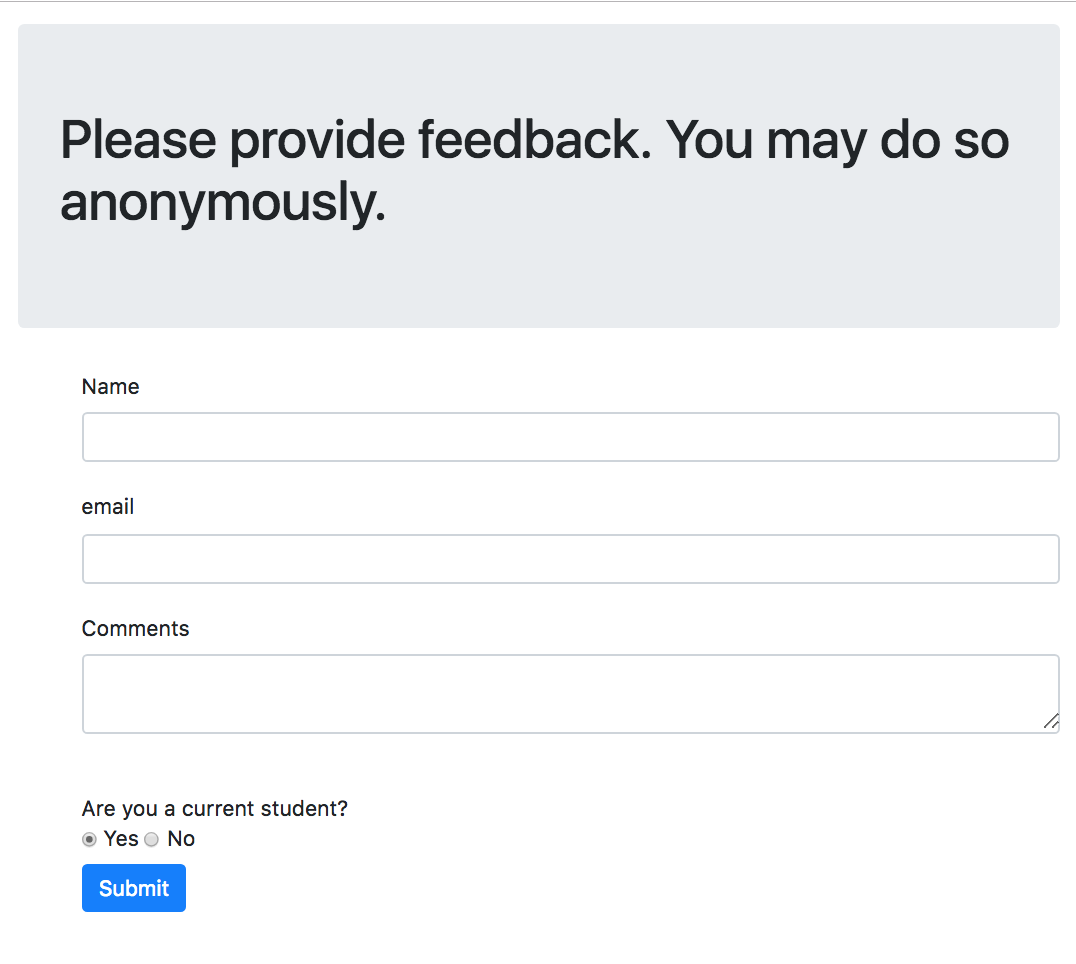 Please provide feedback. You may do so
anonymously.
Name
email
Comments
Are you a current student?
Yes No
Submit